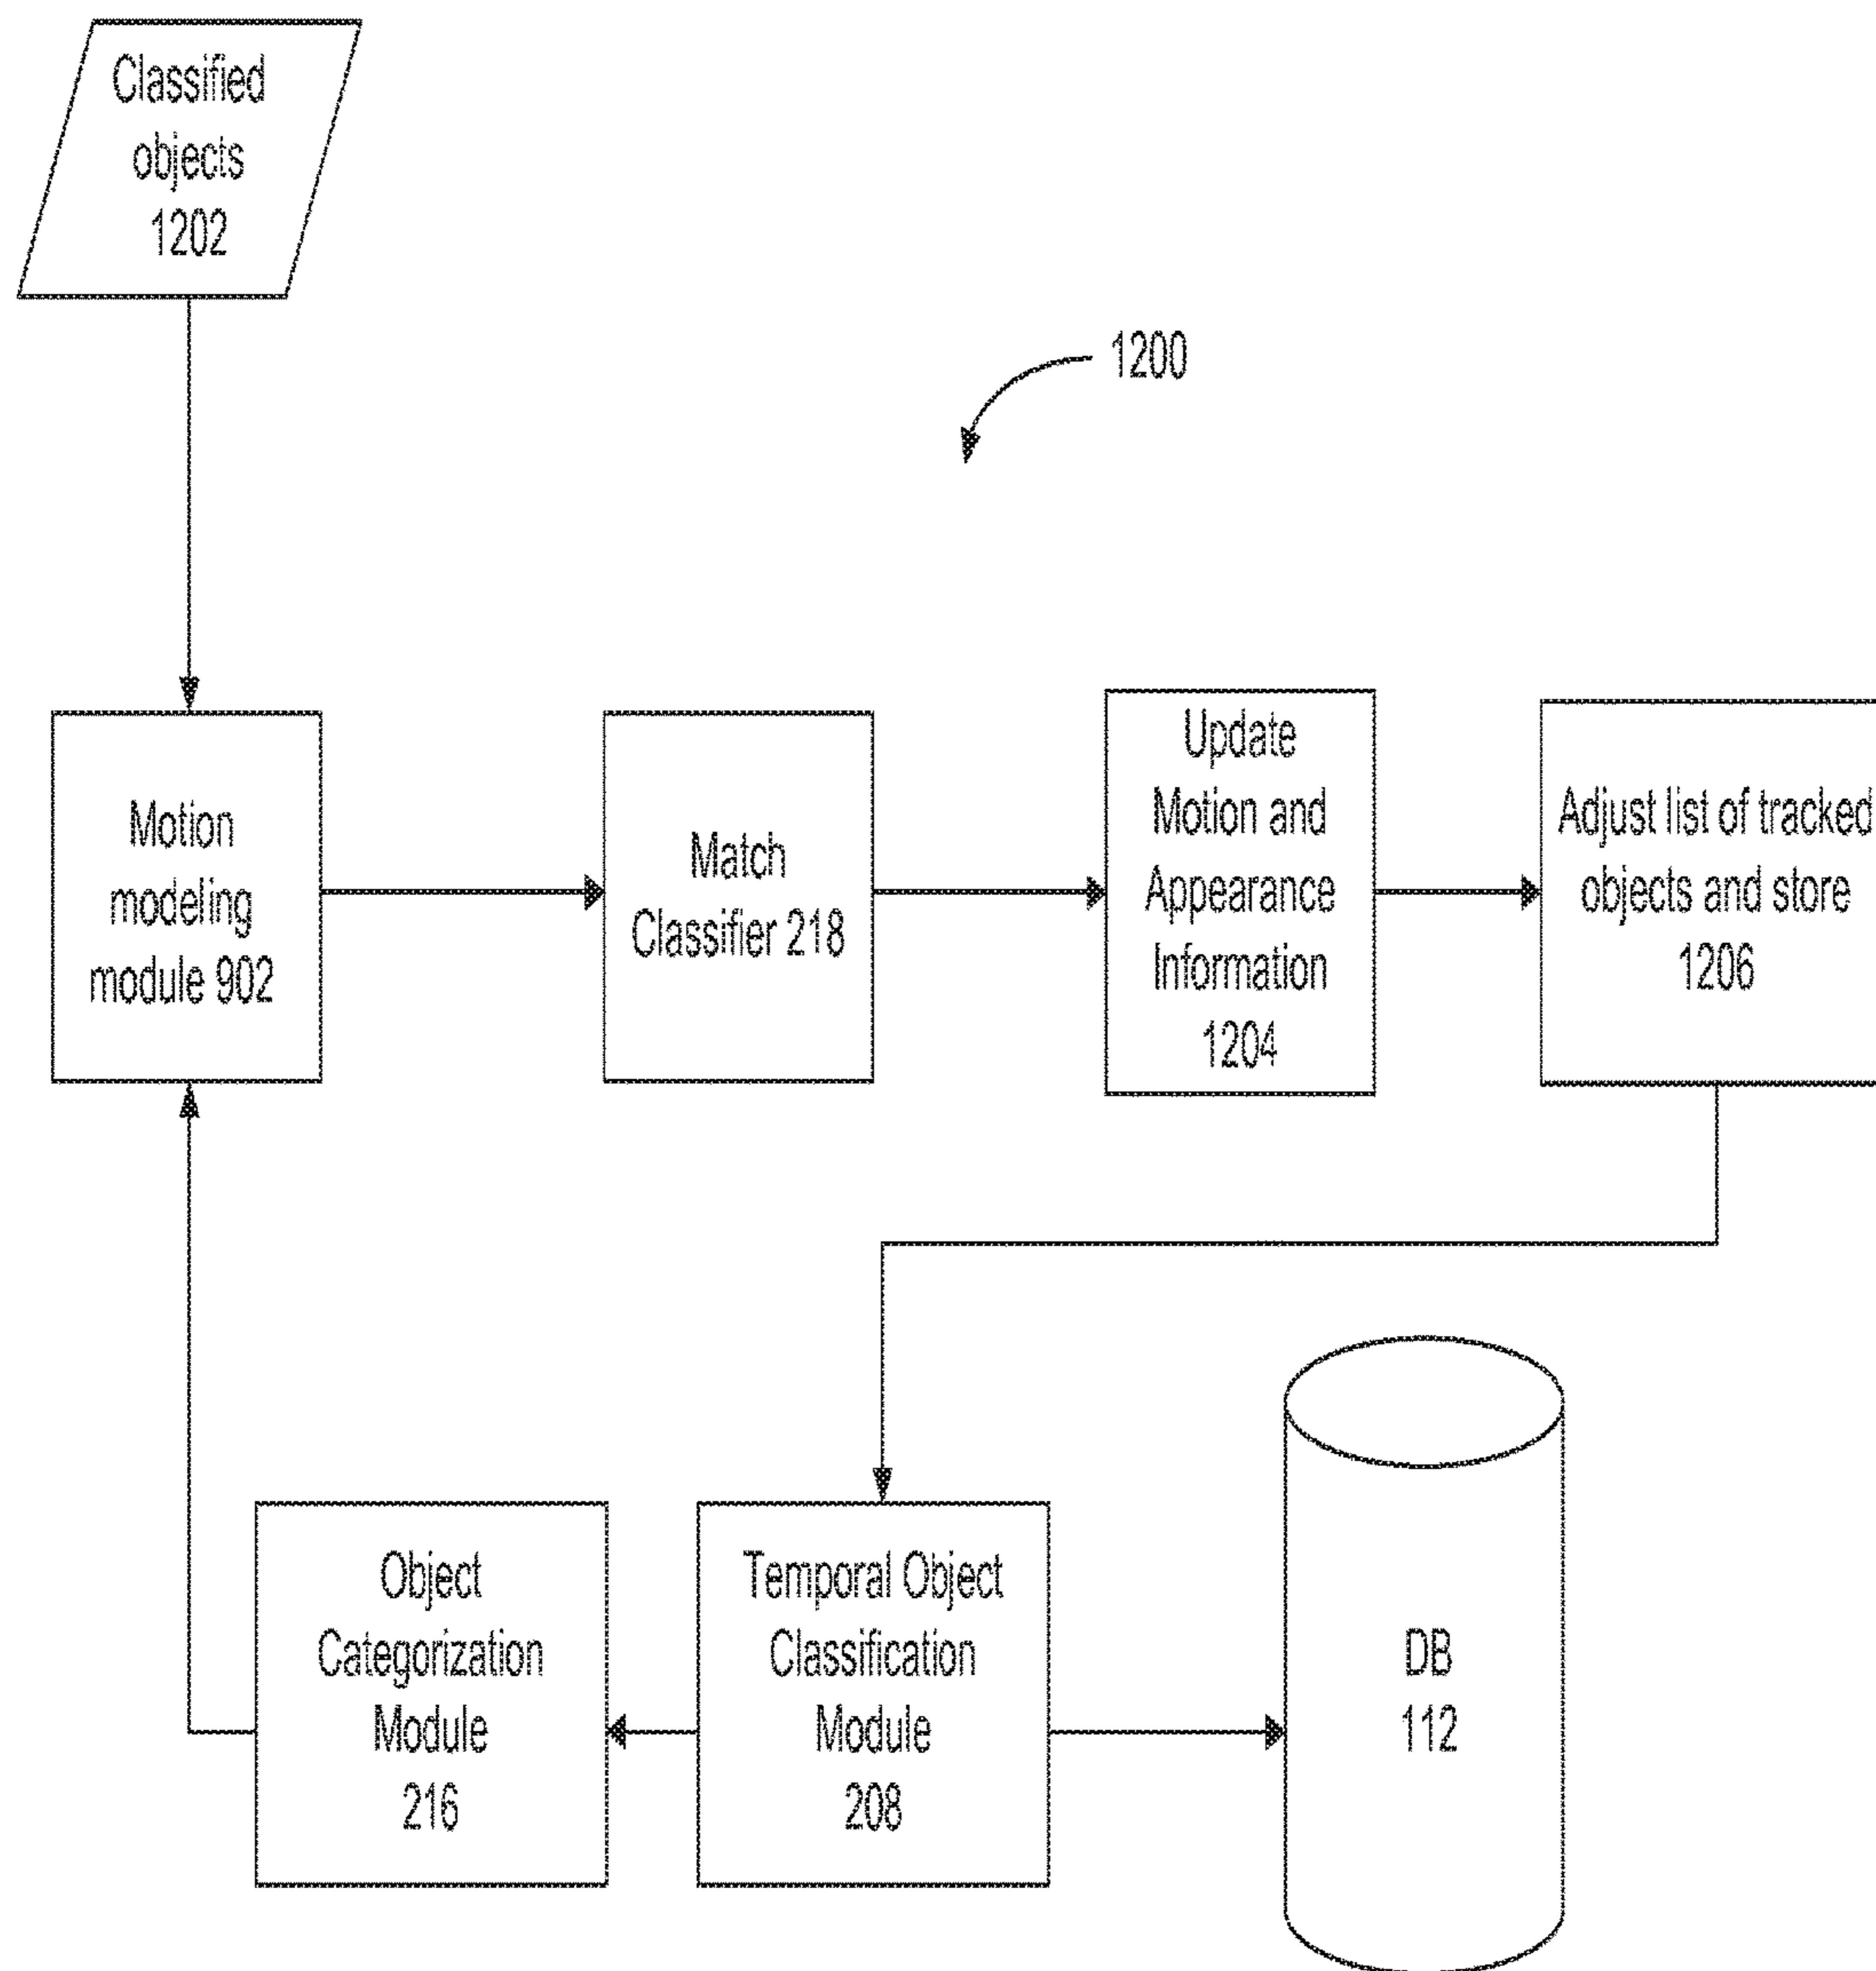 Classified
objects
1202
1200
Motion
modeling
module 902
Match
Classifier 218
Update
Motion and
Appearance
Information
1204
Adjust list of tracked
objects and store
1206
Object
Categorization
Module
216
Temporal Object
Classification
Module
208
DB
112